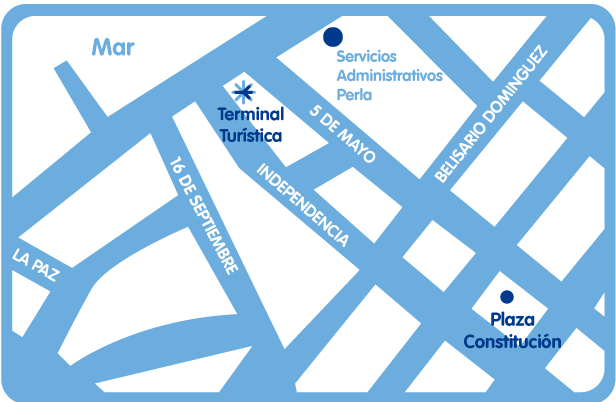 Mar
Servicios
Administrativos
Perla
Terminal
Turística
5 DE MAYO
BELISARIO DOMINGUEZ
16 DE SEPTIEMBRE
INDEPENDENCIA
LA PAZ
Plaza
Constitución